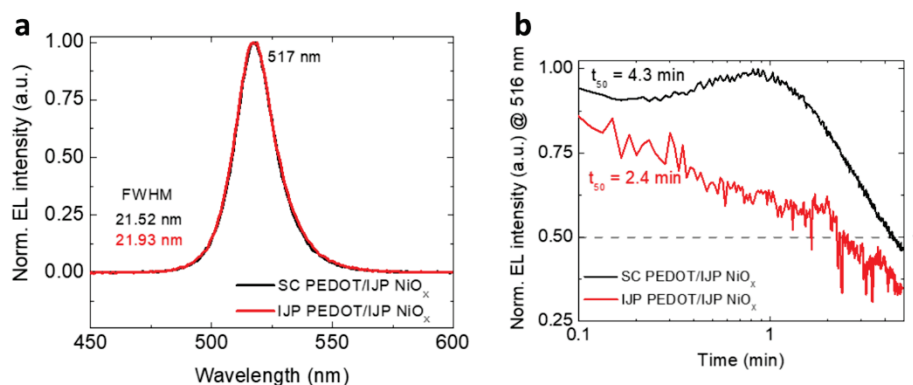 a
Norm. EL intensity (a.u.)
1.00
0.75
0.50
0.25
0.00
517 nm
FWHM
21.52 nm
21.93 nm
SC PEDOT/IJP NiOx
IJP PEDOT/IJP NiOx
450
500
550
600
Wavelength (nm)
b
Norm. EL intensity (a.u.) @ 516 nm
1.00
0.75
0.50
0.25
t50 = 4.3 min
t50 = 2.4 min
SC PEDOT/IJP NiOx
IJP PEDOT/IJP NiOx
0.1
1
Time (min)